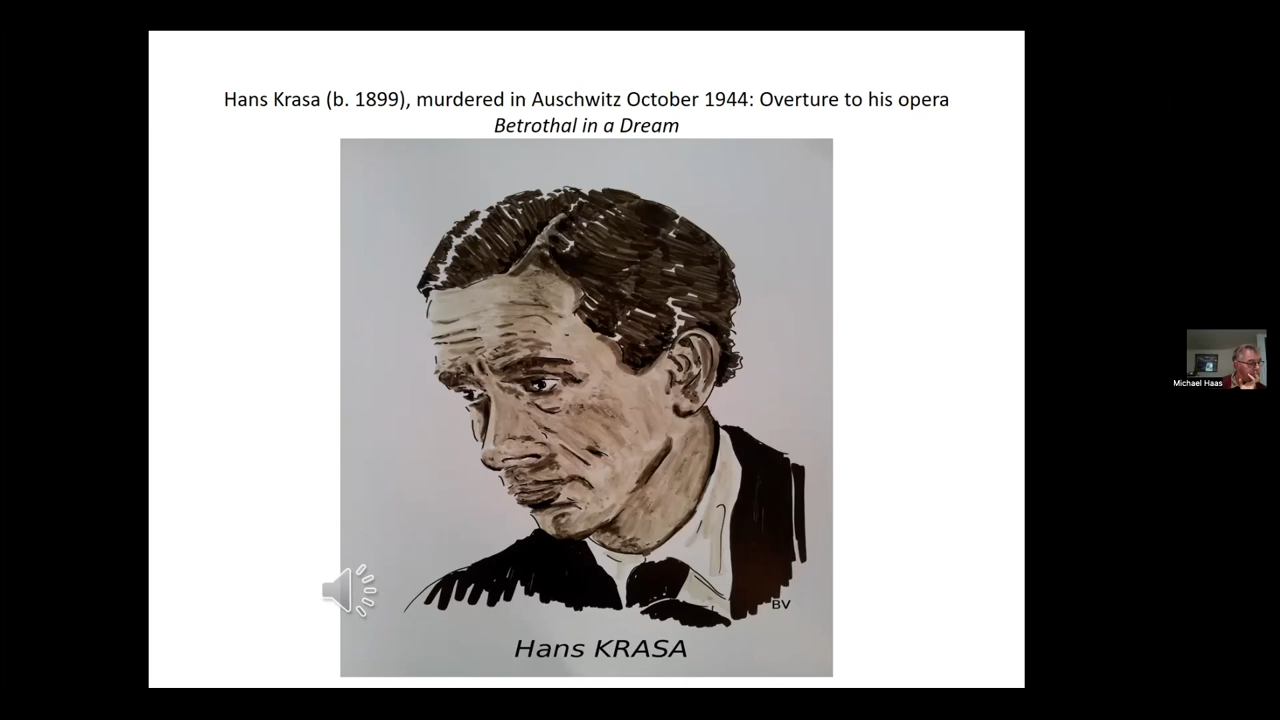 Hans Krasa (b. 1899), murdered in Auschwitz October 1944: Overture to his opera
Betrothal in a Dream
BV
Hans KRASA
Michael Haas